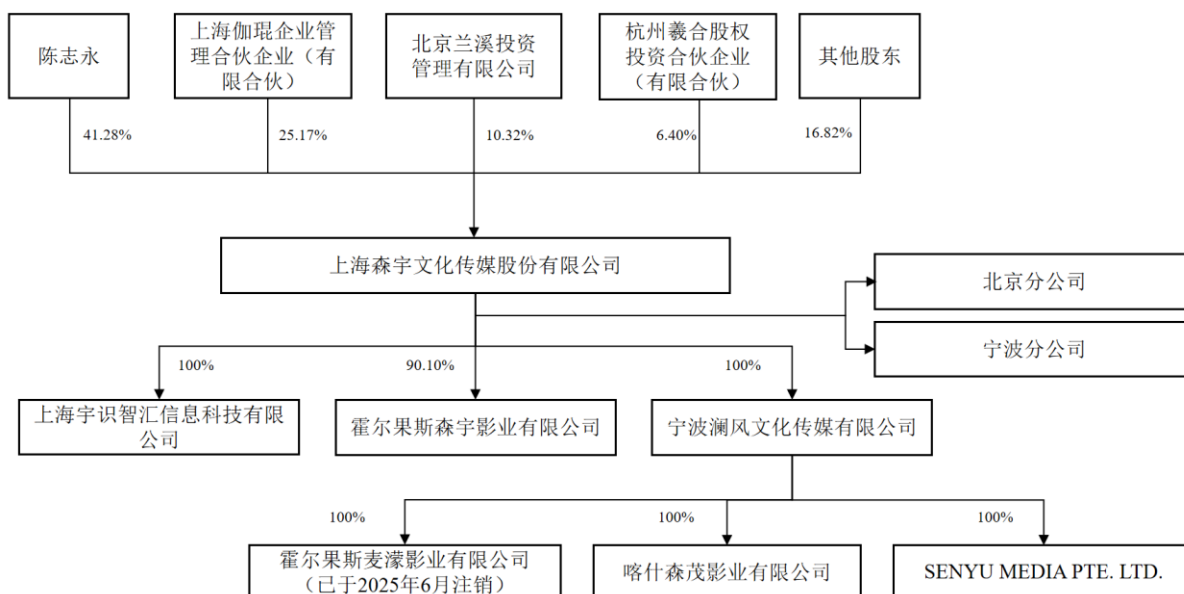 陈志永
上海伽琨企业管
理合伙企业（有
限合伙）
北京兰溪投资
管理有限公司
杭州羲合股权
投资合伙企业
（有限合伙）
其他股东
41.28%
25.17%
10.32%
6.40%
16.82%
上海森宇文化传媒股份有限公司
北京分公司
宁波分公司
100%
90.10%
100%
上海宇识智汇信息科技有限
公司
霍尔果斯森宇影业有限公司
宁波澜风文化传媒有限公司
100%
100%
100%
霍尔果斯麦濛影业有限公司
（已于2025年6月注销）
喀什森茂影业有限公司
SENYU MEDIA PTE. LTD.